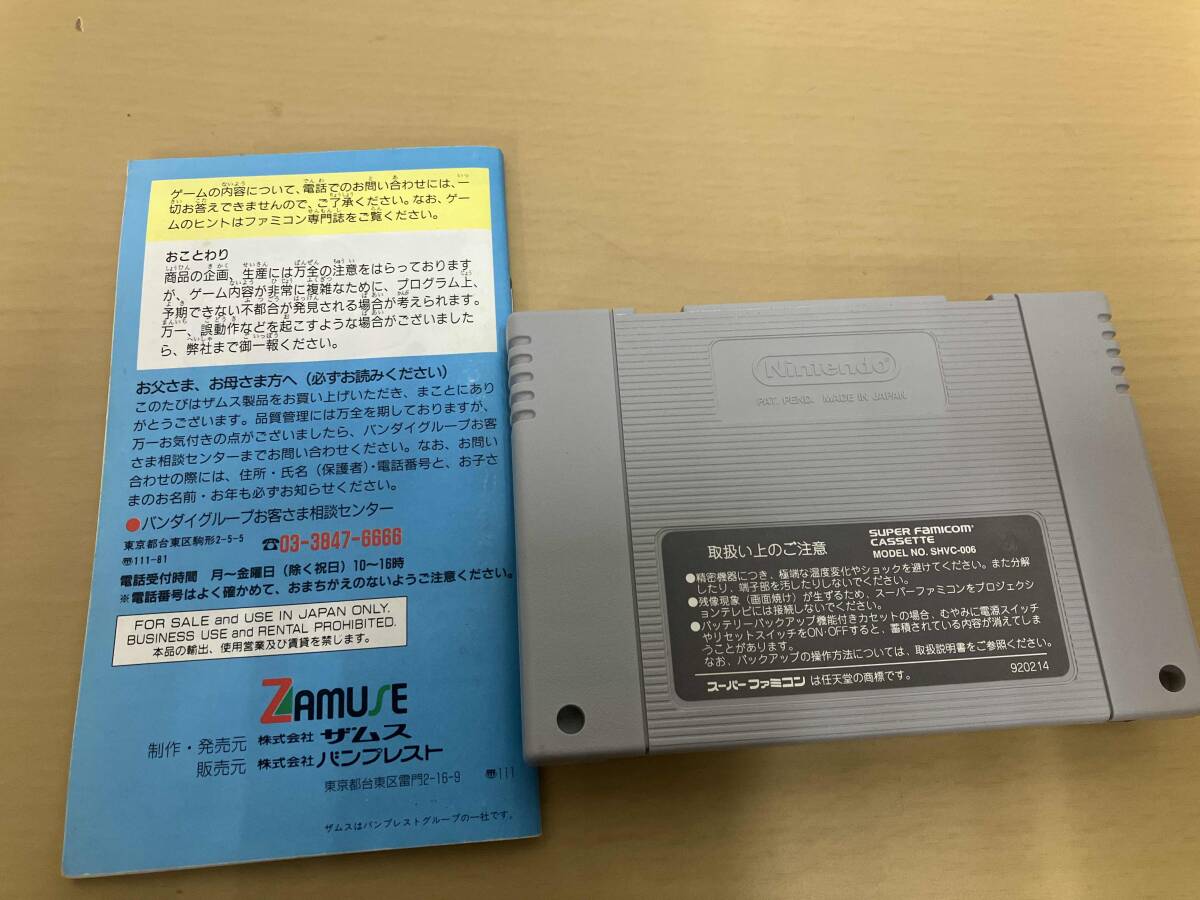 ゲームの内容について、電話でのお問い合わせには、一
切お答えできませんので、ご了承ください。なお、ゲー
ムのヒントはファミコン専門誌をご覧ください。
おことわり
商品の企画、生産には万全の注意をはらっております
が、ゲーム内容が非常に複雑なために、プログラム上、
予期できない不都合が発見される場合が考えられます。
万一、誤動作などを起こすような場合がございました
ら、弊社まで御一報ください。
お父さま、お母さま方へ（必ずお読みください）
このたびはザムス製品をお買い上げいただき、まことにあり
がとうございます。品質管理には万全を期しておりますが、
万一お気付きの点がございましたら、バンダイグループお客
さま相談センターまでお問い合わせください。なお、お問い
合わせの際には、住所・氏名（保護者）・電話番号と、お子さ
まのお名前・お年も必ずお知らせください。
●バンダイグループお客さま相談センター
東京都台東区駒形2-5-5 ☎03-3847-6666
〠111-81
電話受付時間 月〜金曜日（除く祝日）10〜16時
※電話番号はよく確かめて、おまちがえのないようご注意ください。
FOR SALE and USE IN JAPAN ONLY.
BUSINESS USE and RENTAL PROHIBITED.
本品の輸出、使用営業及び賃貸を禁じます。
ZAMUSE
制作・発売元 株式会社 ザムス
販売元 株式会社 バンプレスト
東京都台東区雷門2-16-9 〠111
ザムスはバンプレストグループの一社です。
Nintendo®
PAT. PEND. MADE IN JAPAN
取扱い上のご注意
SUPER FAMICOM
CASSETTE
MODEL NO. SHVC-006
●精密機器につき、極端な温度変化やショックを避けてください。また分解
したり、端子部を汚したりしないでください。
●残像現象（画面焼け）が生ずるため、スーパーファミコンをプロジェクシ
ョンテレビには接続しないでください。
●バッテリーバックアップ機能付きカセットの場合、むやみに電源スイッチ
やリセットスイッチをON・OFFすると、蓄積されている内容が消えてしま
うことがあります。
なお、バックアップの操作方法については、取扱説明書をご参照ください。
920214
スーパーファミコンは任天堂の商標です。